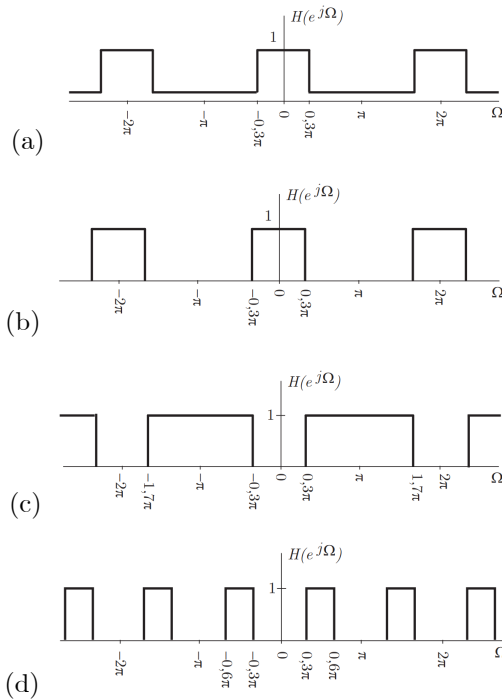 H(e^{jΩ})
1
−2π −π −0,3π 0 0,3π π 2π Ω
(a)
H(e^{jΩ})
1
−2π −π −0,3π 0 0,3π π 2π Ω
(b)
H(e^{jΩ})
1
−2π −1,7π −π −0,3π 0 0,3π π 1,7π 2π Ω
(c)
H(e^{jΩ})
1
−2π −π −0,6π −0,3π 0 0,3π 0,6π π 2π Ω
(d)